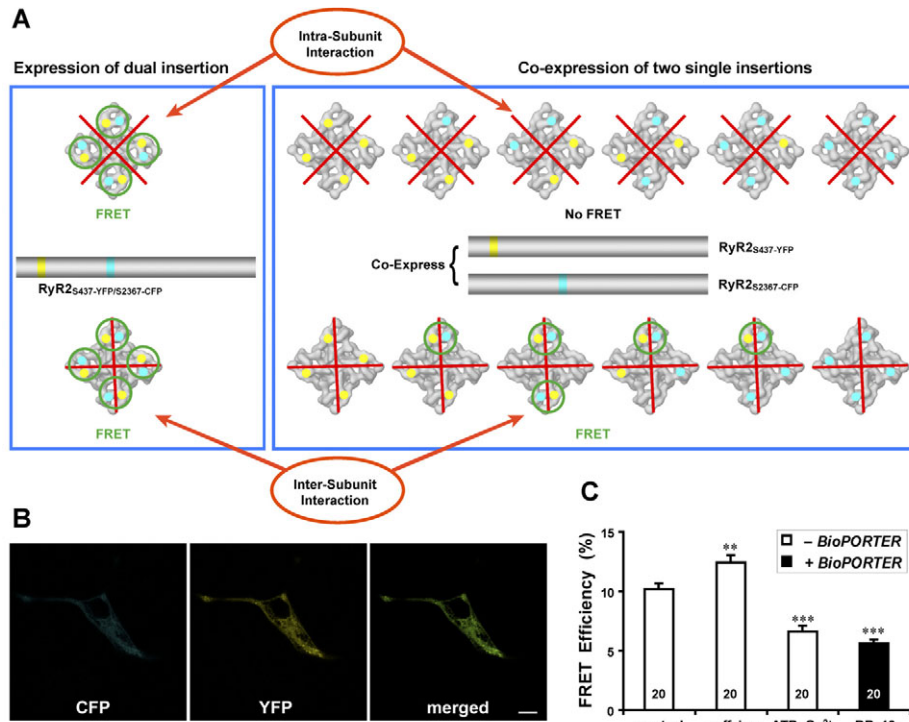 A
Intra-Subunit
Interaction
Expression of dual insertion
Co-expression of two single insertions
FRET
No FRET
RyR2S437-YFP/S2367-CFP
Co-Express
RyR2S437-YFP
RyR2S2367-CFP
FRET
FRET
Inter-Subunit
Interaction
B
CFP
YFP
merged
C
FRET Efficiency (%)
15
10
5
0
– BioPORTER
+ BioPORTER
**
***
***
20
20
20
20